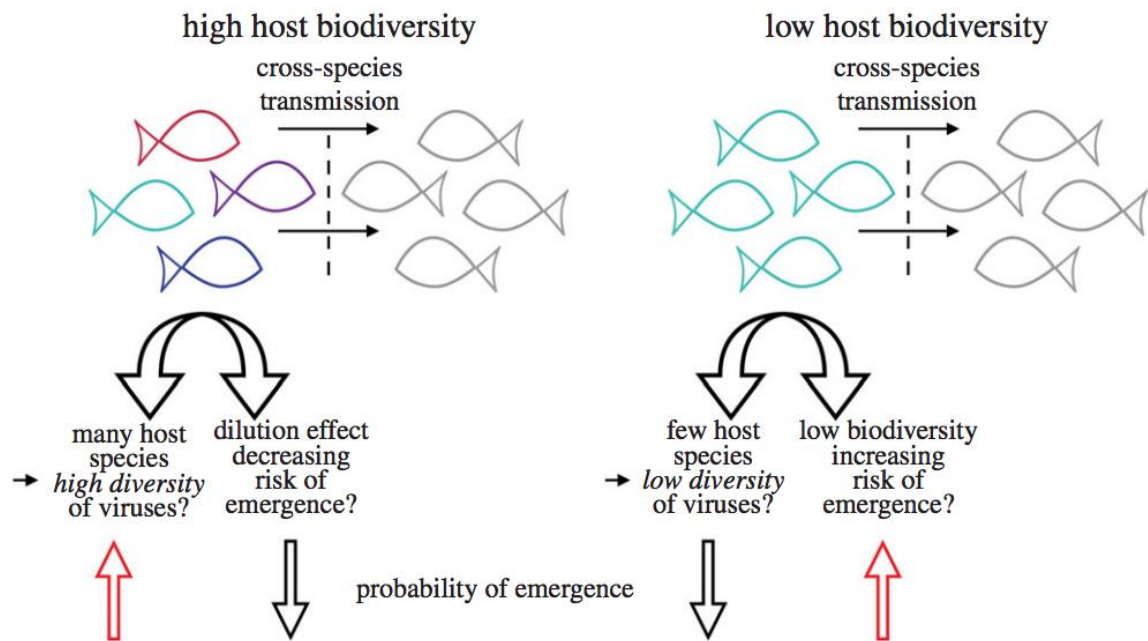 high host biodiversity
cross-species
transmission
many host
species
high diversity
of viruses?
dilution effect
decreasing
risk of
emergence?
low host biodiversity
cross-species
transmission
few host
species
low diversity
of viruses?
low biodiversity
increasing
risk of
emergence?
probability of emergence